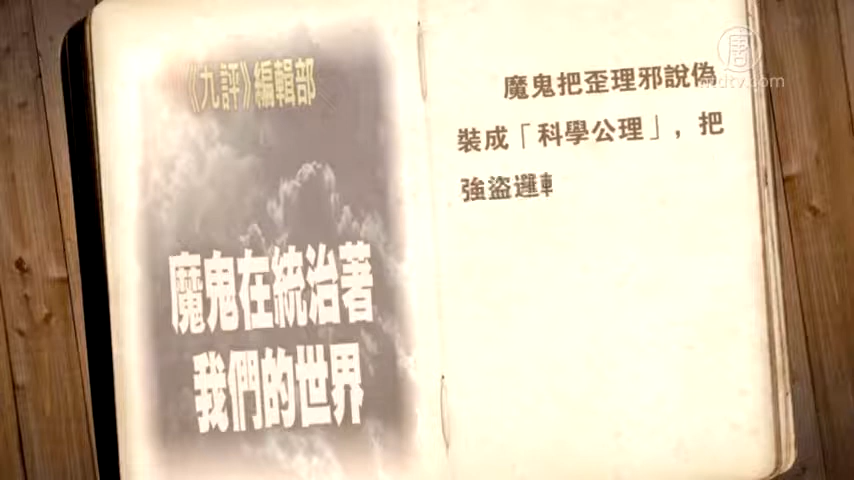 《九評》編輯部
魔鬼在統治著
我們的世界
魔鬼把歪理邪說偽
裝成「科學公理」，把
強盜邏
唐
ntdtv.com